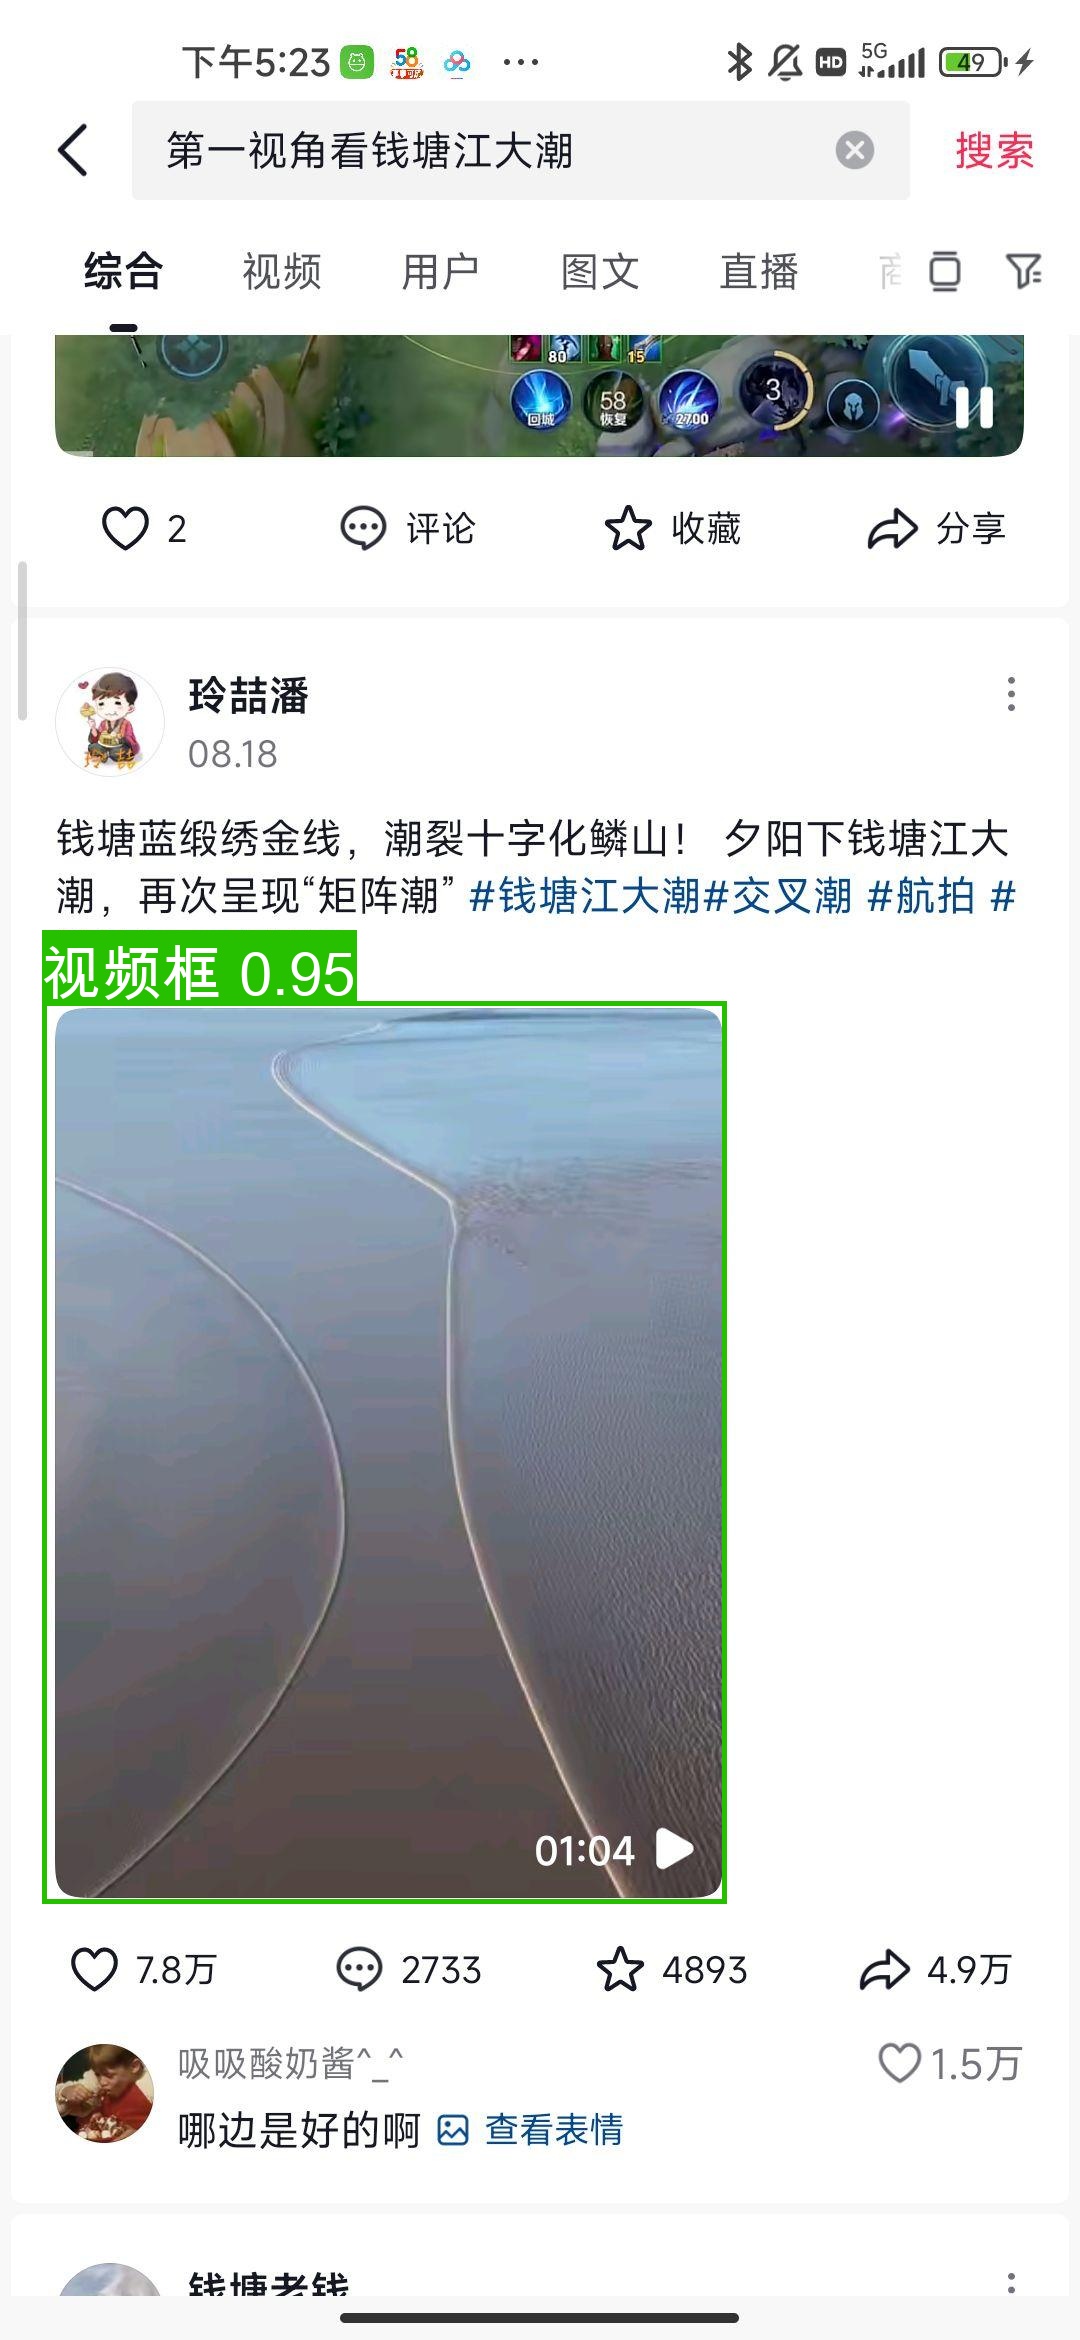 下午5:23 58 ... HD 5G 49
第一视角看钱塘江大潮 搜索
综合 视频 用户 图文 直播
80 15
回城 58 恢复 2700 3
2 评论 收藏 分享
玲喆潘
08.18
钱塘蓝缎绣金线，潮裂十字化鳞山！ 夕阳下钱塘江大
潮，再次呈现“矩阵潮” #钱塘江大潮#交叉潮 #航拍 #
视频框 0.95
01:04
7.8万 2733 4893 4.9万
吸吸酸奶酱^_^ 1.5万
哪边是好的啊 查看表情
钱塘老钱